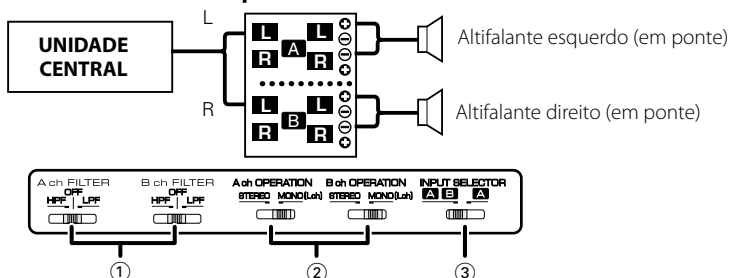 L
UNIDADE
CENTRAL
L L
A
R R
R
L L
B
R R
Altifalante esquerdo (em ponte)
Altifalante direito (em ponte)
A ch FILTER
OFF
HPF LPF
B ch FILTER
OFF
HPF LPF
A ch OPERATION
STEREO MONO(Lch)
B ch OPERATION
STEREO MONO(Lch)
INPUT SELECTOR
A B A
① ② ③